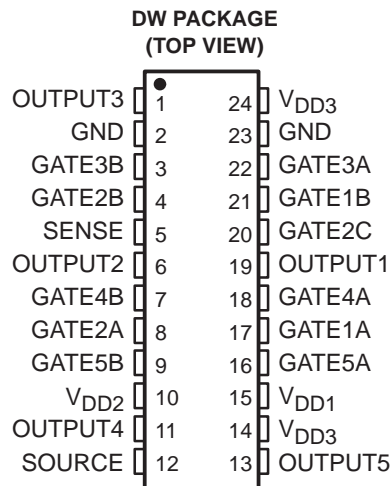 DW PACKAGE
(TOP VIEW)
OUTPUT3 1 24 VDD3
GND 2 23 GND
GATE3B 3 22 GATE3A
GATE2B 4 21 GATE1B
SENSE 5 20 GATE2C
OUTPUT2 6 19 OUTPUT1
GATE4B 7 18 GATE4A
GATE2A 8 17 GATE1A
GATE5B 9 16 GATE5A
VDD2 10 15 VDD1
OUTPUT4 11 14 VDD3
SOURCE 12 13 OUTPUT5